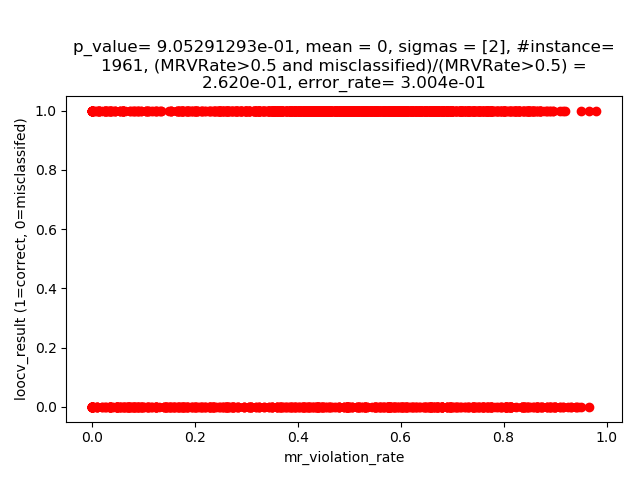 p_value= 9.05291293e-01, mean = 0, sigmas = [2], #instance=
1961, (MRVRate>0.5 and misclassified)/(MRVRate>0.5) =
2.620e-01, error_rate= 3.004e-01
1.0
0.8
0.6
0.4
0.2
0.0
loocv_result (1=correct, 0=misclassifed)
0.0 0.2 0.4 0.6 0.8 1.0
mr_violation_rate